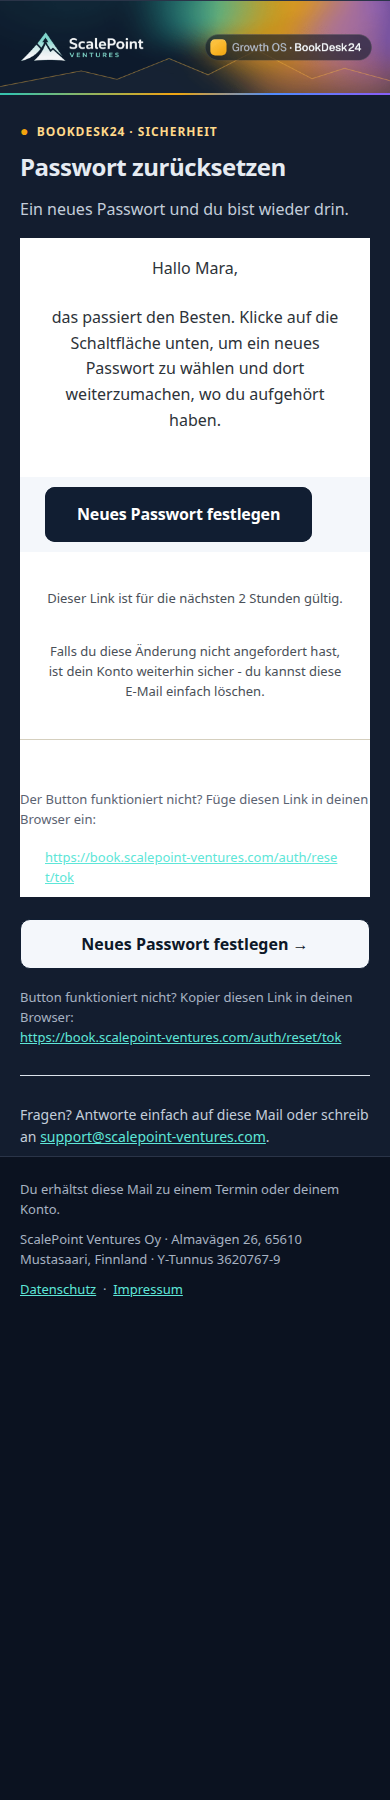 ScalePoint
VENTURES
Growth OS · BookDesk24
BOOKDESK24 · SICHERHEIT
Passwort zurücksetzen
Ein neues Passwort und du bist wieder drin.
Hallo Mara,
das passiert den Besten. Klicke auf die
Schaltfläche unten, um ein neues
Passwort zu wählen und dort
weiterzumachen, wo du aufgehört
haben.
Neues Passwort festlegen
Dieser Link ist für die nächsten 2 Stunden gültig.
Falls du diese Änderung nicht angefordert hast,
ist dein Konto weiterhin sicher - du kannst diese
E-Mail einfach löschen.
Der Button funktioniert nicht? Füge diesen Link in deinen
Browser ein:
https://book.scalepoint-ventures.com/auth/rese
t/tok
Neues Passwort festlegen →
Button funktioniert nicht? Kopier diesen Link in deinen
Browser:
https://book.scalepoint-ventures.com/auth/reset/tok
Fragen? Antworte einfach auf diese Mail oder schreib
an support@scalepoint-ventures.com.
Du erhältst diese Mail zu einem Termin oder deinem
Konto.
ScalePoint Ventures Oy · Almavägen 26, 65610
Mustasaari, Finnland · Y-Tunnus 3620767-9
Datenschutz · Impressum